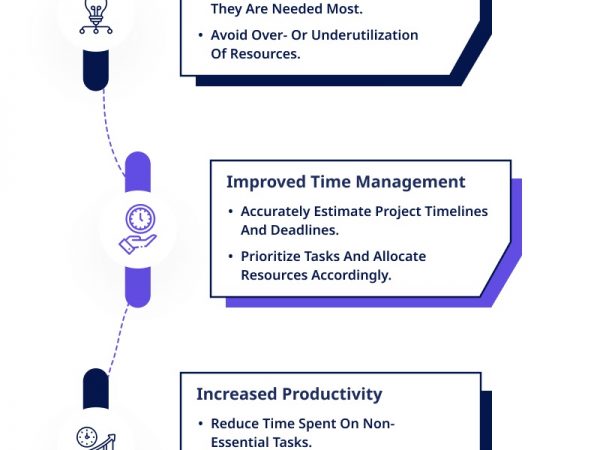 They Are Needed Most.
• Avoid Over- Or Underutilization
Of Resources.
Improved Time Management
• Accurately Estimate Project Timelines
And Deadlines.
• Prioritize Tasks And Allocate
Resources Accordingly.
Increased Productivity
• Reduce Time Spent On Non-
Essential Tasks.